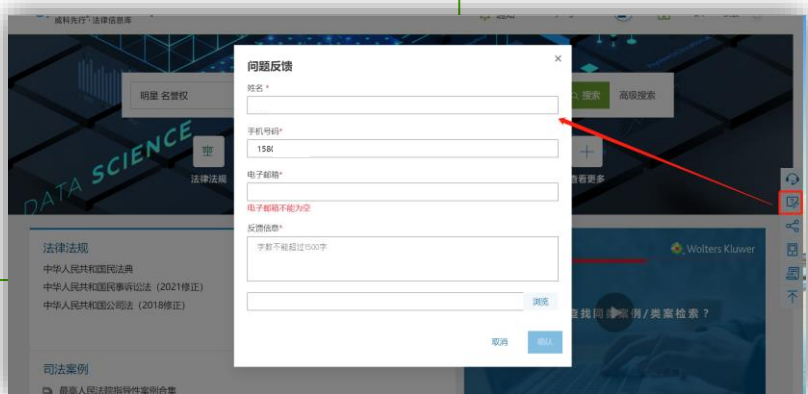 威科先行·法律信息库
明星 名誉权
搜索
高级搜索
DATA SCIENCE
法律法规
查看更多
问题反馈
×
姓名 *
手机号码*
158
电子邮箱*
电子邮箱不能为空
反馈信息*
字数不能超过1500字
浏览
取消
确认
法律法规
中华人民共和国民法典
中华人民共和国民事诉讼法（2021修正）
中华人民共和国公司法（2018修正）
司法案例
最高人民法院指导性案例合集
Wolters Kluwer
查找同类案例/类案检索？